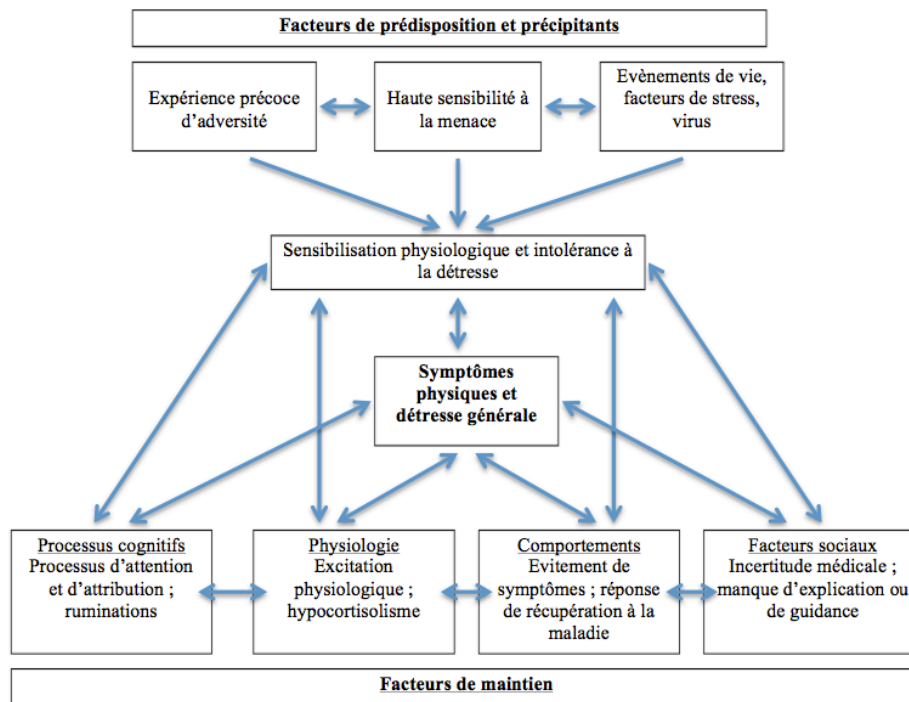 Facteurs de prédisposition et précipitants
Expérience précoce
d'adversité
Haute sensibilité à
la menace
Evènements de vie,
facteurs de stress,
virus
Sensibilisation physiologique et intolérance à
la détresse
Symptômes
physiques et
détresse générale
Processus cognitifs
Processus d'attention
et d'attribution ;
ruminations
Physiologie
Excitation
physiologique ;
hypocortisolisme
Comportements
Evitement de
symptômes ; réponse
de récupération à la
maladie
Facteurs sociaux
Incertitude médicale ;
manque d'explication ou
de guidance
Facteurs de maintien